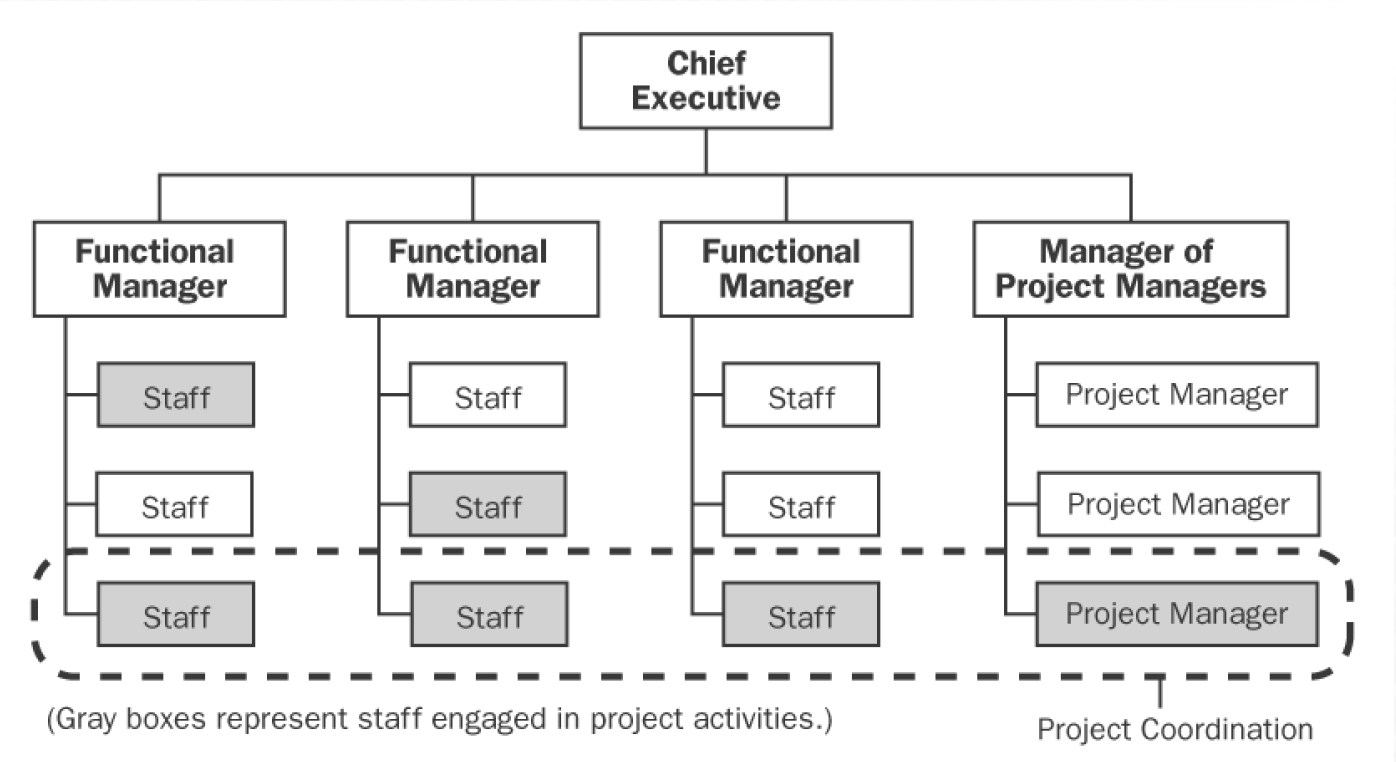 Chief
Executive
Functional
Manager
Functional
Manager
Functional
Manager
Manager of
Project Managers
Staff
Staff
Staff
Project Manager
Staff
Staff
Staff
Project Manager
Staff
Staff
Staff
Project Manager
(Gray boxes represent staff engaged in project activities.)
Project Coordination